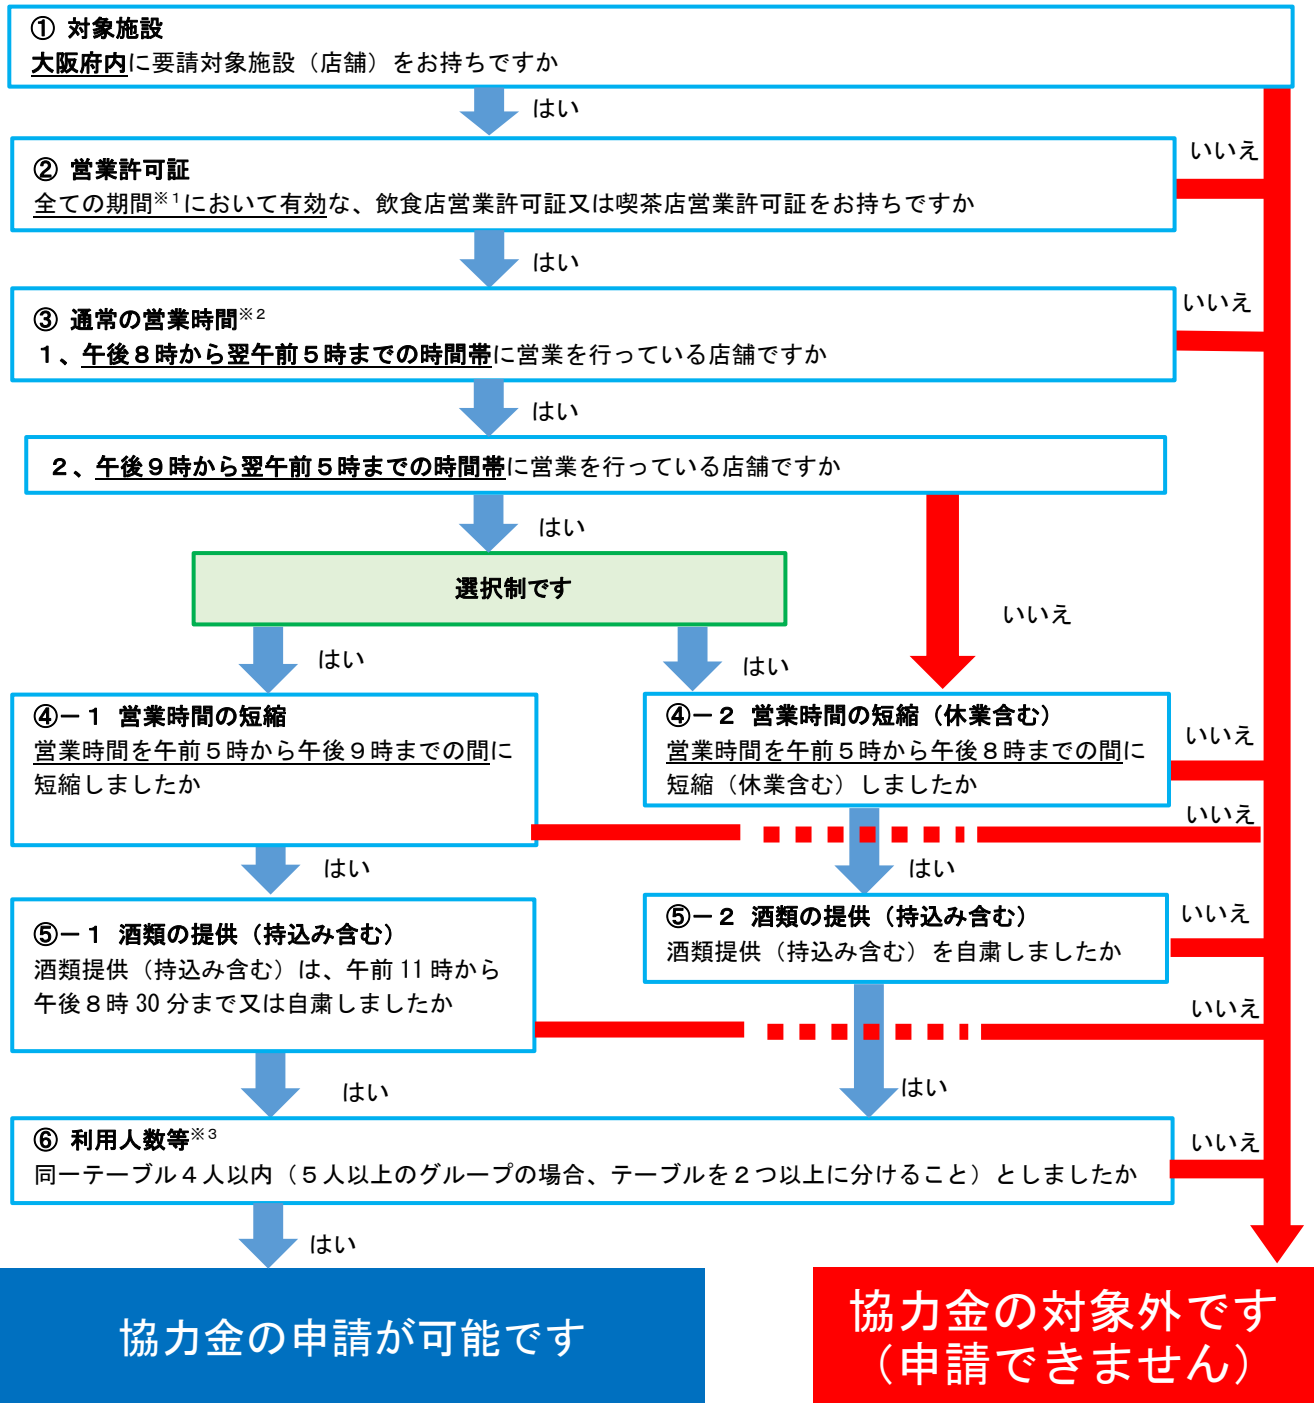 ① 対象施設
大阪府内に要請対象施設（店舗）をお持ちですか
はい
いいえ
② 営業許可証
全ての期間※１において有効な、飲食店営業許可証又は喫茶店営業許可証をお持ちですか
はい
いいえ
③ 通常の営業時間※２
１、午後８時から翌午前５時までの時間帯に営業を行っている店舗ですか
はい
２、午後９時から翌午前５時までの時間帯に営業を行っている店舗ですか
はい
選択制です
いいえ
はい
はい
④－１ 営業時間の短縮
営業時間を午前５時から午後９時までの間に
短縮しましたか
④－２ 営業時間の短縮（休業含む）
営業時間を午前５時から午後８時までの間に
短縮（休業含む）しましたか
いいえ
いいえ
はい
はい
⑤－１ 酒類の提供（持込み含む）
酒類提供（持込み含む）は、午前 11 時から
午後８時 30 分まで又は自粛しましたか
⑤－２ 酒類の提供（持込み含む）
酒類提供（持込み含む）を自粛しましたか
いいえ
いいえ
はい
はい
⑥ 利用人数等※３
同一テーブル４人以内（５人以上のグループの場合、テーブルを２つ以上に分けること）としましたか
いいえ
はい
協力金の申請が可能です
協力金の対象外です
（申請できません）